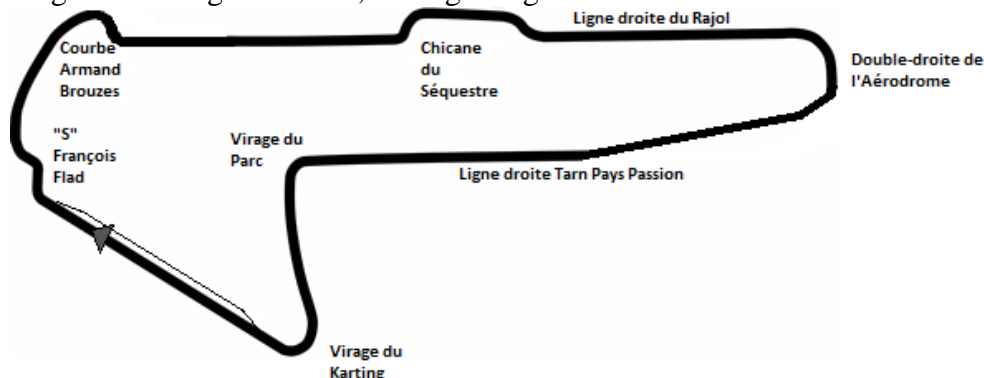 Ligne droite du Rajol
Courbe
Armand
Brouzes
Chicane
du
Séquestre
Double-droite de
l'Aérodrome
"S"
François
Flad
Virage du
Parc
Ligne droite Tarn Pays Passion
Virage du
Karting